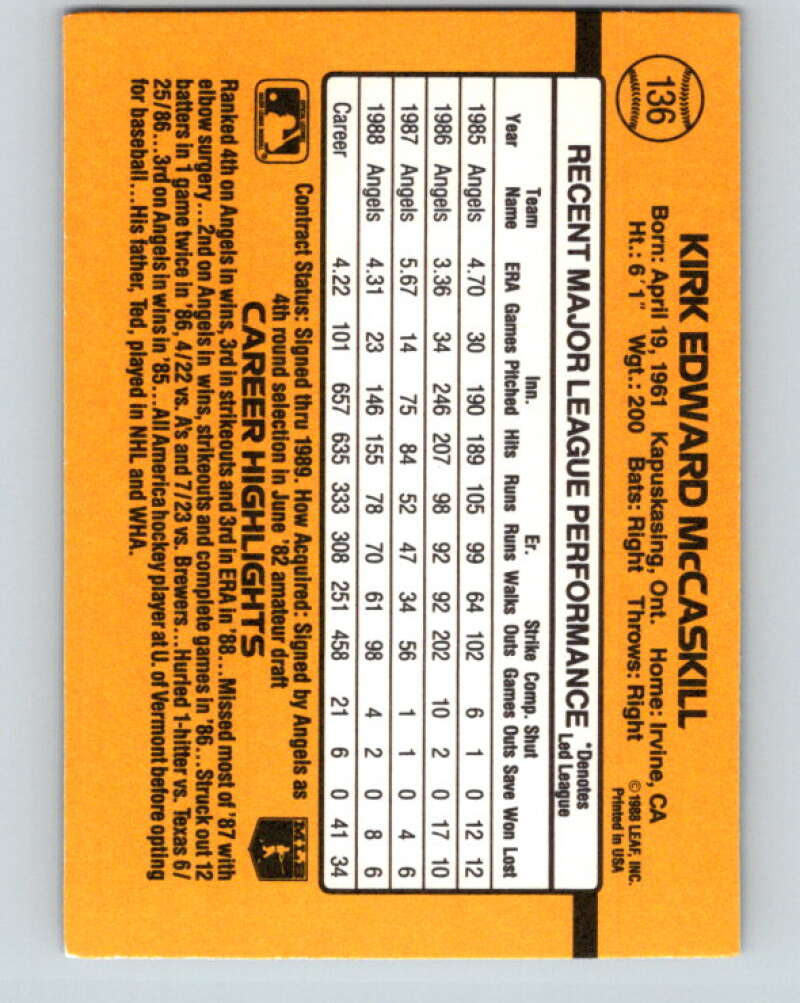 136
KIRK EDWARD McCASKILL
Born: April 19, 1961 Kapuskasing, Ont. Home: Irvine, CA
Ht.: 6'1" Wgt.: 200 Bats: Right Throws: Right
©1988 LEAF, INC.
Printed in USA
RECENT MAJOR LEAGUE PERFORMANCE *Denotes Led League
Year Team Name ERA Games Inn. Pitched Hits Runs Er. Runs Walks Strike Outs Comp. Games Shut Outs Save Won Lost
1985 Angels 4.70 30 190 189 105 99 64 102 6 1 0 12 12
1986 Angels 3.36 34 246 207 98 92 92 202 10 2 0 17 10
1987 Angels 5.67 14 75 84 52 47 34 56 1 1 0 4 6
1988 Angels 4.31 23 146 155 78 70 61 98 4 2 0 8 6
Career 4.22 101 657 635 333 308 251 458 21 6 0 41 34
Contract Status: Signed thru 1989. How Acquired: Signed by Angels as
4th round selection in June '82 amateur draft
MLB
CAREER HIGHLIGHTS
Ranked 4th on Angels in wins, 3rd in strikeouts and 3rd in ERA in '88...Missed most of '87 with
elbow surgery...2nd on Angels in wins, strikeouts and complete games in '86...Struck out 12
batters in 1 game twice in '86, 4/22 vs. A's and 7/23 vs. Brewers...Hurled 1-hitter vs. Texas 6/
25/86...3rd on Angels in wins in '85...All America hockey player at U. of Vermont before opting
for baseball...His father, Ted, played in NHL and WHA.